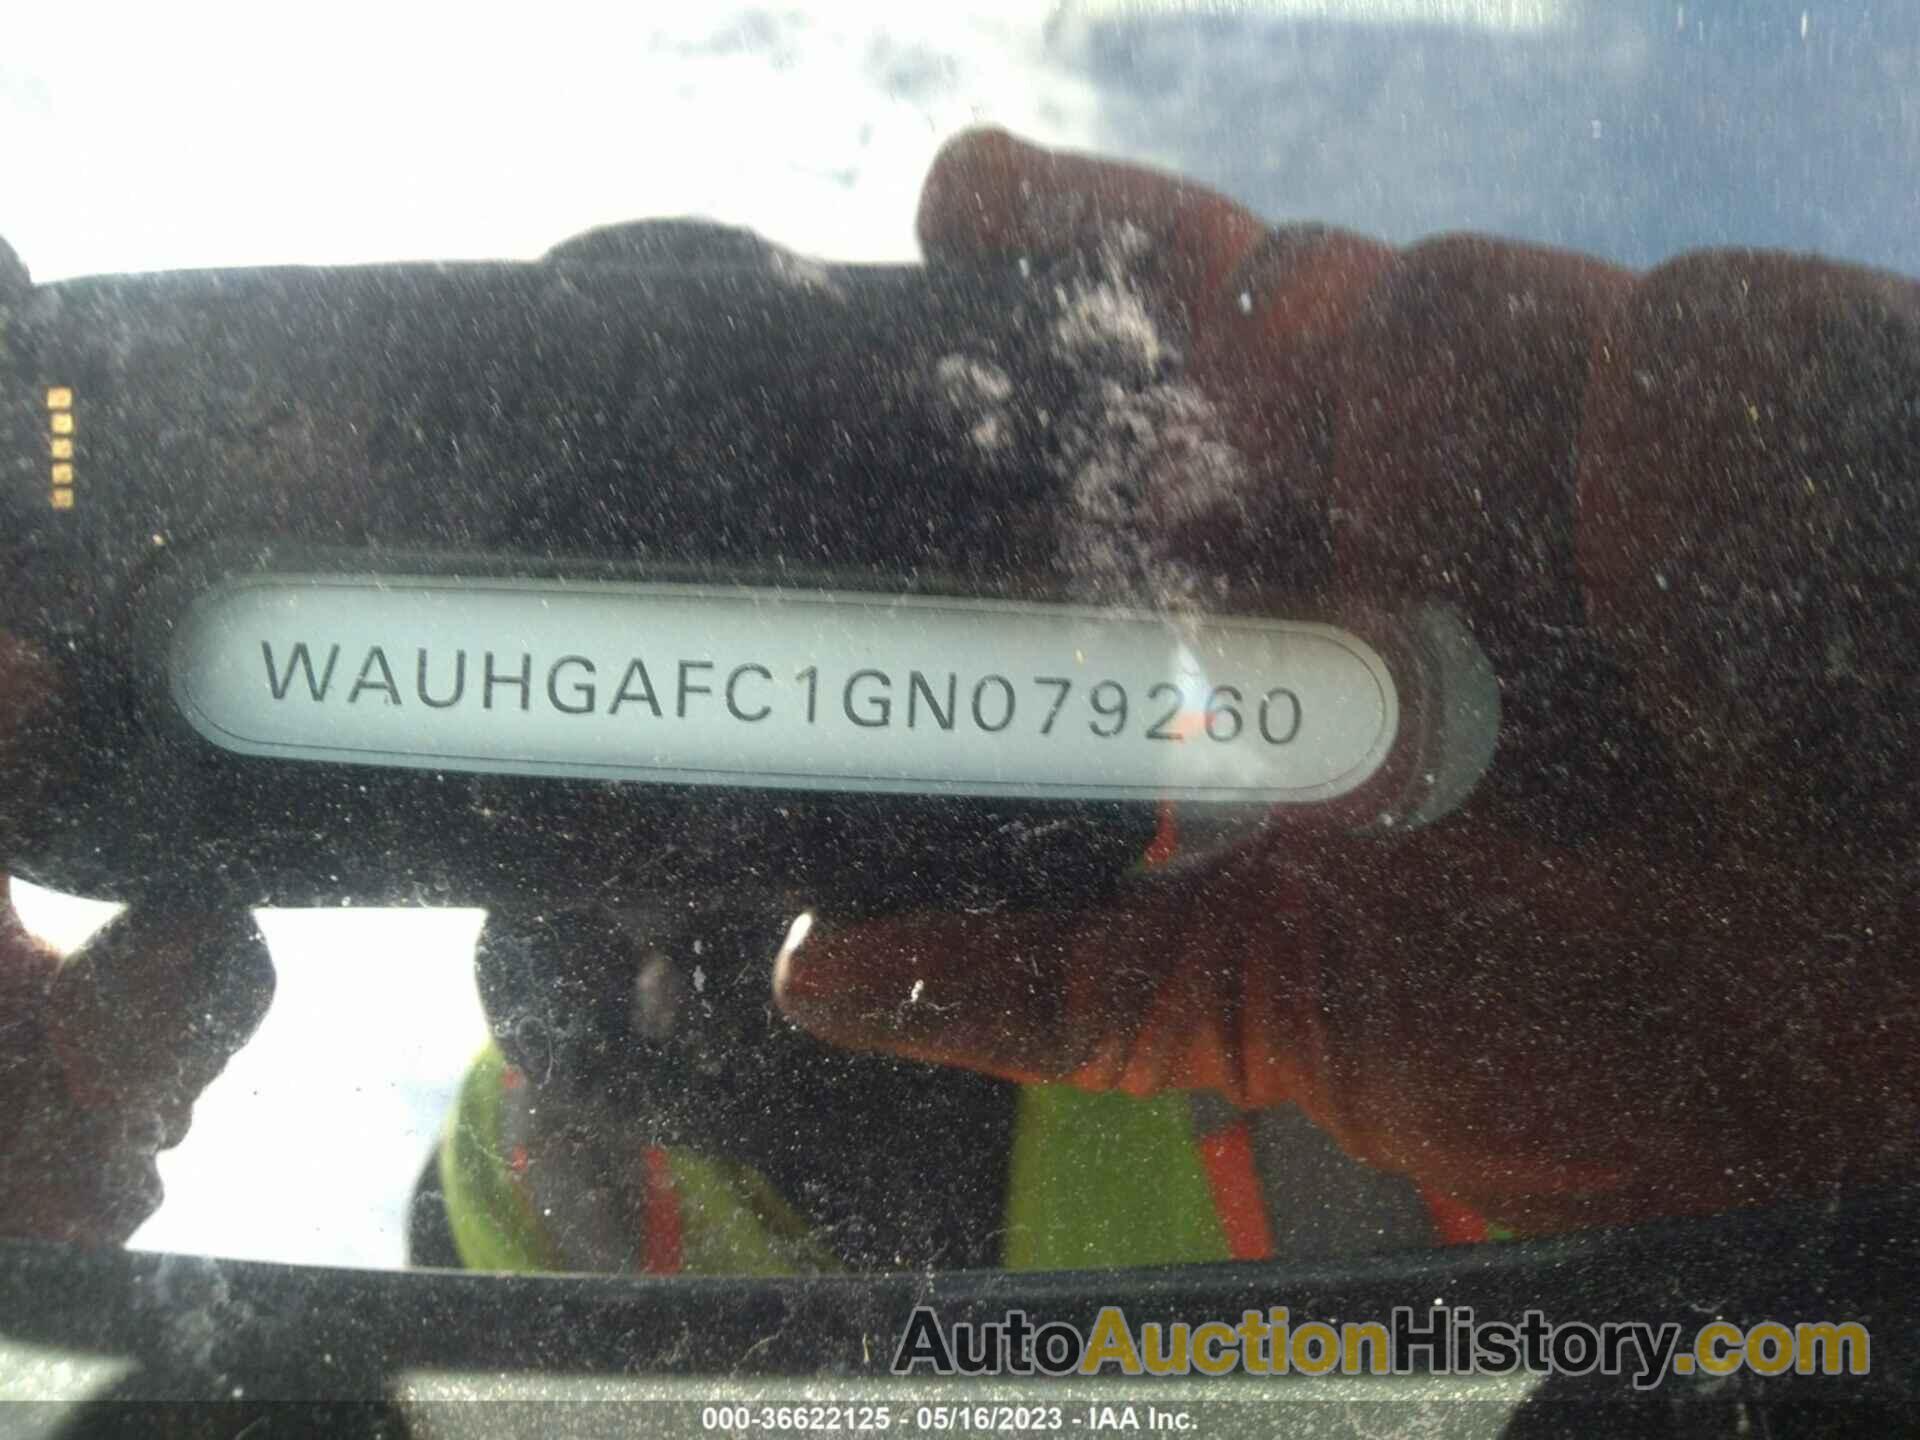 WAUHGAFC1GN079260
AutoAuctionHistory.com
000-36622125 - 05/16/2023 - IAA Inc.